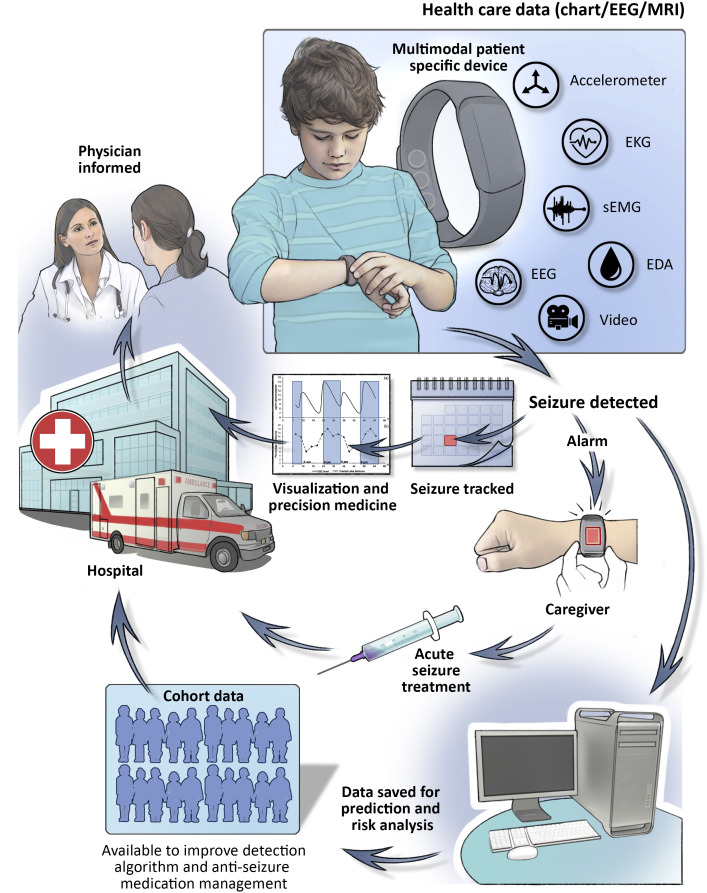 Health care data (chart/EEG/MRI)
Multimodal patient
specific device
Accelerometer
EKG
sEMG
EDA
EEG
Video
Physician
informed
Seizure detected
Alarm
Seizure tracked
Visualization and
precision medicine
AMBULANCE
Hospital
Caregiver
Acute
seizure
treatment
Cohort data
Data saved for
prediction and
risk analysis
Available to improve detection
algorithm and anti-seizure
medication management